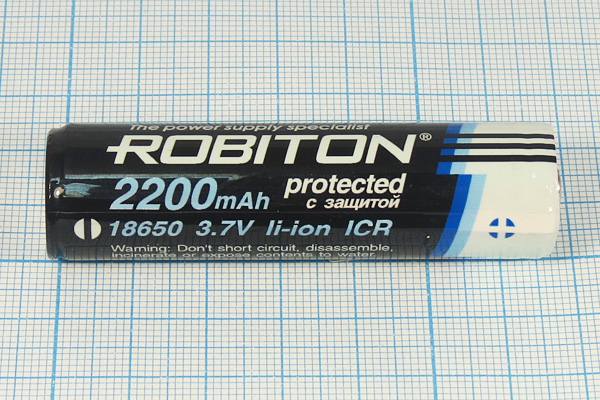 The power supply specialist
ROBITON®
2200mAh protected
с защитой
18650 3.7V li-ion ICR
Warning: Don't short circuit, disassemble,
incinerate or expose contents to water.